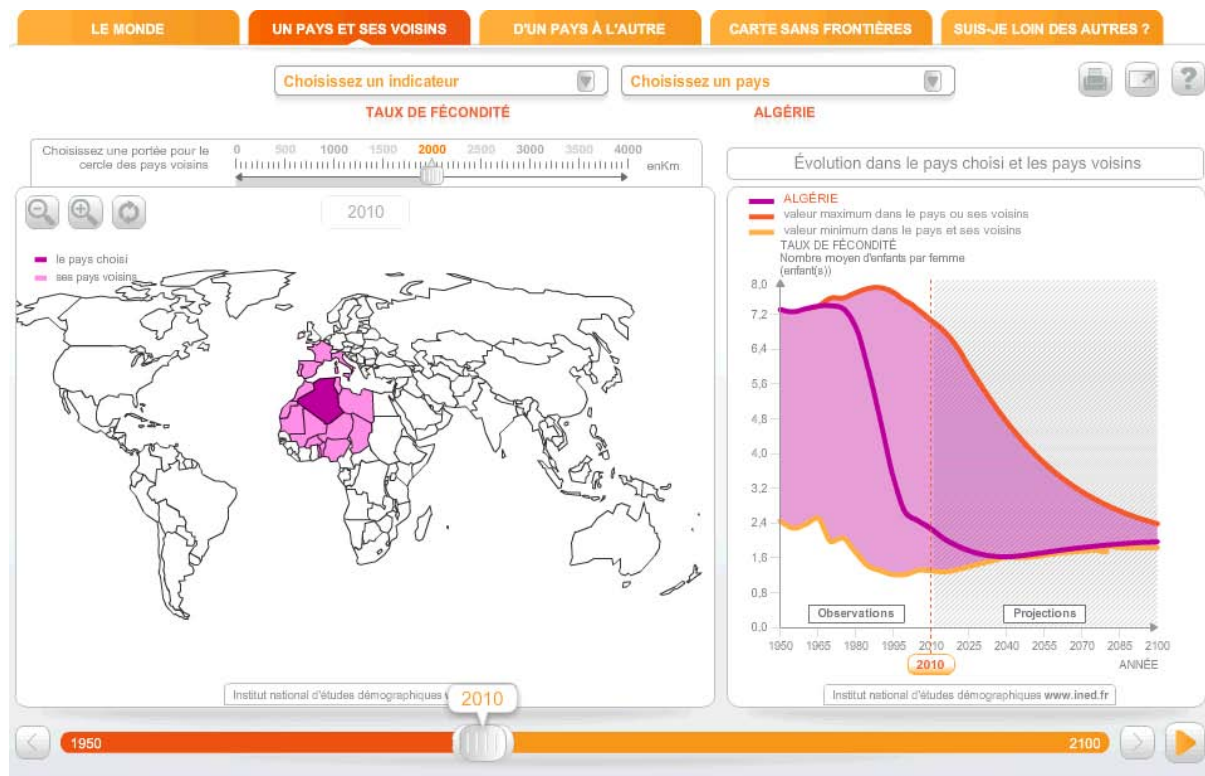 LE MONDE
UN PAYS ET SES VOISINS
D'UN PAYS À L'AUTRE
CARTE SANS FRONTIÈRES
SUIS-JE LOIN DES AUTRES ?
Choisissez un indicateur
Choisissez un pays
TAUX DE FÉCONDITÉ
ALGÉRIE
Choisissez une portée pour le
cercle des pays voisins
0 500 1000 1500 2000 2500 3000 3500 4000
enKm
2010
le pays choisi
ses pays voisins
Institut national d'études démographiques
Évolution dans le pays choisi et les pays voisins
ALGÉRIE
valeur maximum dans le pays ou ses voisins
valeur minimum dans le pays et ses voisins
TAUX DE FÉCONDITÉ
Nombre moyen d'enfants par femme
(enfant(s))
8,0
7,2
6,4
5,6
4,8
4,0
3,2
2,4
1,6
0,8
0,0
Observations
Projections
1950 1965 1980 1995 2010 2025 2040 2055 2070 2085 2100
2010
ANNÉE
Institut national d'études démographiques www.ined.fr
2010
1950
2100
?